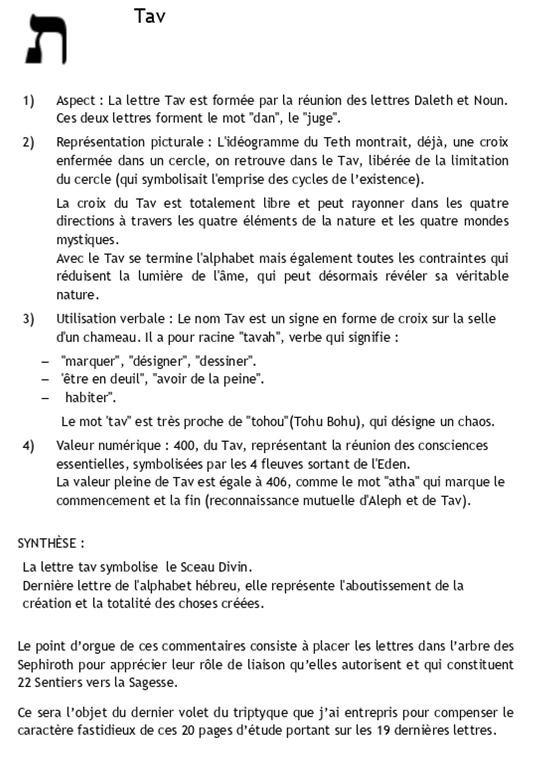 ת
Tav
1) Aspect : La lettre Tav est formée par la réunion des lettres Daleth et Noun.
Ces deux lettres forment le mot "dan", le "juge".
2) Représentation picturale : L'idéogramme du Teth montrait, déjà, une croix
enfermée dans un cercle, on retrouve dans le Tav, libérée de la limitation
du cercle (qui symbolisait l'emprise des cycles de l’existence).
La croix du Tav est totalement libre et peut rayonner dans les quatre
directions à travers les quatre éléments de la nature et les quatre mondes
mystiques.
Avec le Tav se termine l'alphabet mais également toutes les contraintes qui
réduisent la lumière de l'âme, qui peut désormais révéler sa véritable
nature.
3) Utilisation verbale : Le nom Tav est un signe en forme de croix sur la selle
d'un chameau. Il a pour racine "tavah", verbe qui signifie :
– "marquer", "désigner", "dessiner".
– 'être en deuil", "avoir de la peine".
– habiter".
Le mot 'tav" est très proche de "tohou"(Tohu Bohu), qui désigne un chaos.
4) Valeur numérique : 400, du Tav, représentant la réunion des consciences
essentielles, symbolisées par les 4 fleuves sortant de l'Eden.
La valeur pleine de Tav est égale à 406, comme le mot "atha" qui marque le
commencement et la fin (reconnaissance mutuelle d'Aleph et de Tav).
SYNTHÈSE :
La lettre tav symbolise le Sceau Divin.
Dernière lettre de l'alphabet hébreu, elle représente l'aboutissement de la
création et la totalité des choses créées.
Le point d’orgue de ces commentaires consiste à placer les lettres dans l’arbre des
Sephiroth pour apprécier leur rôle de liaison qu’elles autorisent et qui constituent
22 Sentiers vers la Sagesse.
Ce sera l’objet du dernier volet du triptyque que j’ai entrepris pour compenser le
caractère fastidieux de ces 20 pages d’étude portant sur les 19 dernières lettres.